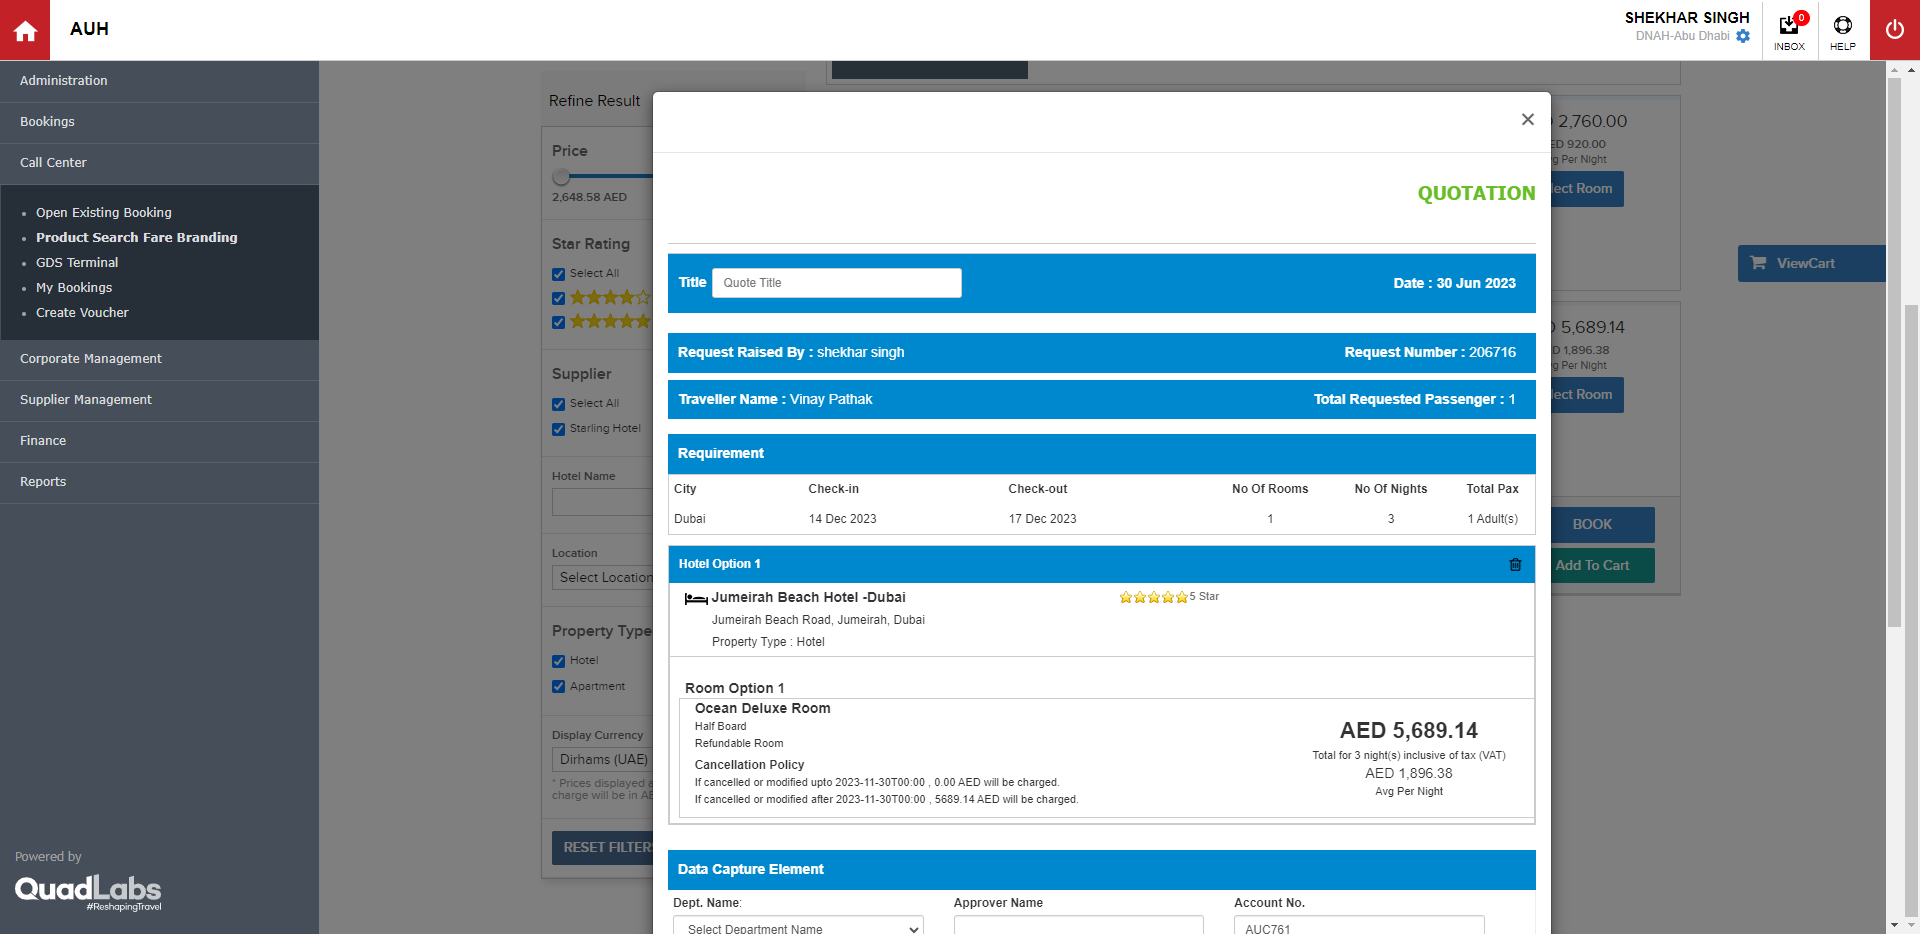 AUH
SHEKHAR SINGH
DNAH-Abu Dhabi
0
INBOX
HELP
Administration
Bookings
Call Center
Open Existing Booking
Product Search Fare Branding
GDS Terminal
My Bookings
Create Voucher
Corporate Management
Supplier Management
Finance
Reports
Powered by
QuadLabs
#ReshapingTravel
Refine Result
Price
2,648.58 AED
Star Rating
Select All
Supplier
Select All
Starling Hotel
Hotel Name
Location
Select Location
Property Type
Hotel
Apartment
Display Currency
Dirhams (UAE)
* Prices displayed
charge will be in
RESET FILTER
×
QUOTATION
Title
Quote Title
Date : 30 Jun 2023
Request Raised By : shekhar singh
Request Number : 206716
Traveller Name : Vinay Pathak
Total Requested Passenger : 1
Requirement
City Check-in Check-out No Of Rooms No Of Nights Total Pax
Dubai 14 Dec 2023 17 Dec 2023 1 3 1 Adult(s)
Hotel Option 1
Jumeirah Beach Hotel -Dubai
5 Star
Jumeirah Beach Road, Jumeirah, Dubai
Property Type : Hotel
Room Option 1
Ocean Deluxe Room
Half Board
Refundable Room
Cancellation Policy
If cancelled or modified upto 2023-11-30T00:00 , 0.00 AED will be charged.
If cancelled or modified after 2023-11-30T00:00 , 5689.14 AED will be charged.
AED 5,689.14
Total for 3 night(s) inclusive of tax (VAT)
AED 1,896.38
Avg Per Night
Data Capture Element
Dept. Name: Approver Name Account No.
Select Department Name
AUC761
2,760.00
ED 920.00
g Per Night
lect Room
ViewCart
5,689.14
D 1,896.38
g Per Night
lect Room
BOOK
Add To Cart